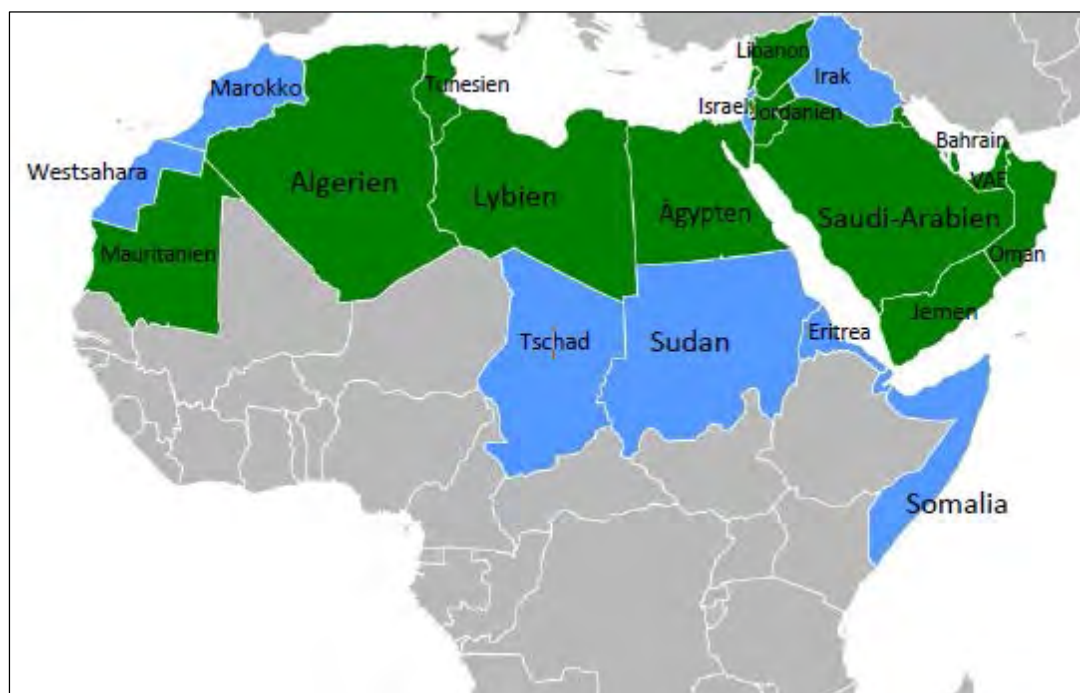 Libanon
Irak
Marokko
Tunesien
Israel
Jordanien
Bahrain
Westsahara
VAE
Algerien
Lybien
Ägypten
Saudi-Arabien
Mauritanien
Oman
Jemen
Tschad
Sudan
Eritrea
Somalia